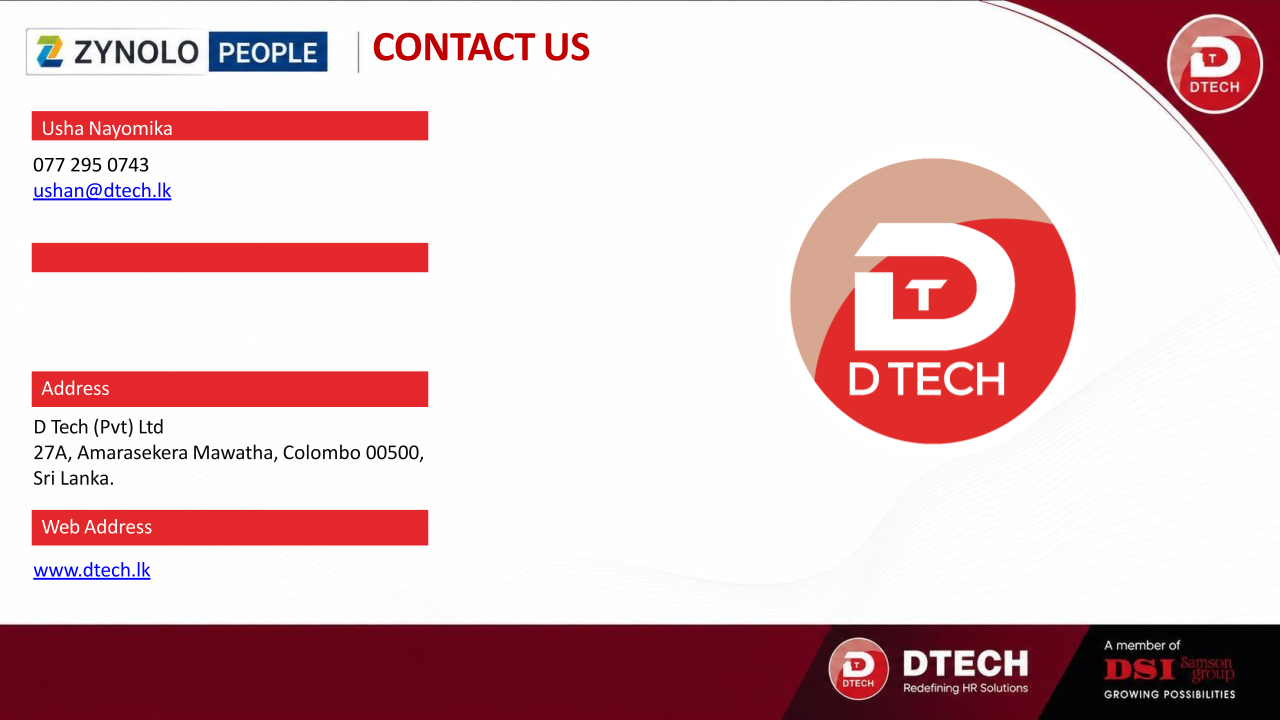 ZYNOLO PEOPLE
CONTACT US
D T
DTECH
Usha Nayomika
077 295 0743
ushan@dtech.lk
D T
D TECH
Address
D Tech (Pvt) Ltd
27A, Amarasekera Mawatha, Colombo 00500,
Sri Lanka.
Web Address
www.dtech.lk
D T
DTECH
DTECH
Redefining HR Solutions
A member of
DSI Samson
group
GROWING POSSIBILITIES